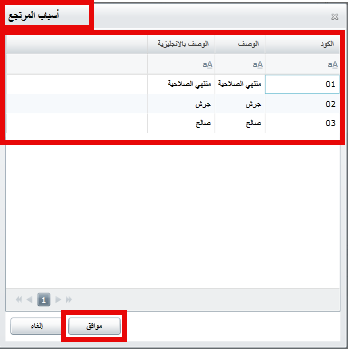 أسباب المرتجع
الكود الوصف الوصف بالإنجليزية
aA aA aA
01 منتهي الصلاحية منتهي الصلاحية
02 جرش جرش
03 صالح صالح
1
موافق إلغاء